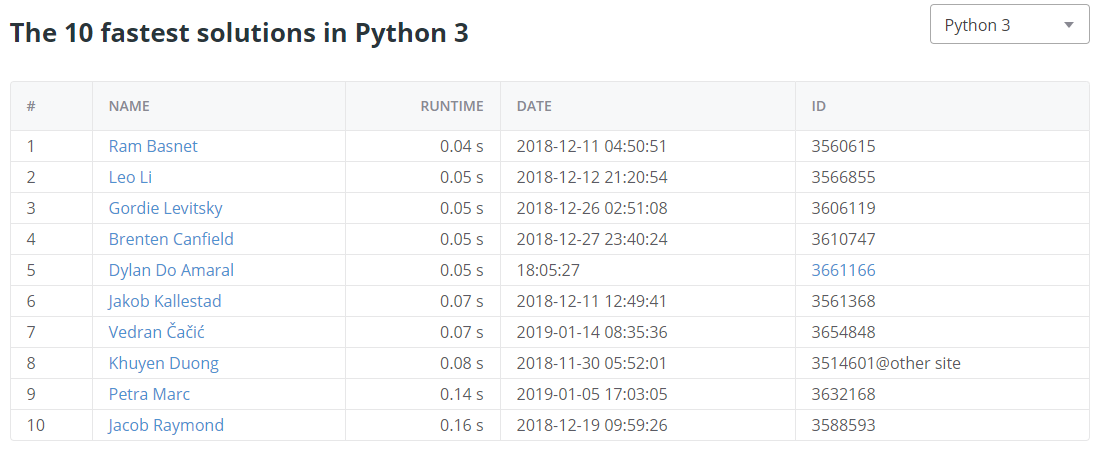 The 10 fastest solutions in Python 3
Python 3
# NAME RUNTIME DATE ID
1 Ram Basnet 0.04 s 2018-12-11 04:50:51 3560615
2 Leo Li 0.05 s 2018-12-12 21:20:54 3566855
3 Gordie Levitsky 0.05 s 2018-12-26 02:51:08 3606119
4 Brenten Canfield 0.05 s 2018-12-27 23:40:24 3610747
5 Dylan Do Amaral 0.05 s 18:05:27 3661166
6 Jakob Kallestad 0.07 s 2018-12-11 12:49:41 3561368
7 Vedran Čačić 0.07 s 2019-01-14 08:35:36 3654848
8 Khuyen Duong 0.08 s 2018-11-30 05:52:01 3514601@other site
9 Petra Marc 0.14 s 2019-01-05 17:03:05 3632168
10 Jacob Raymond 0.16 s 2018-12-19 09:59:26 3588593